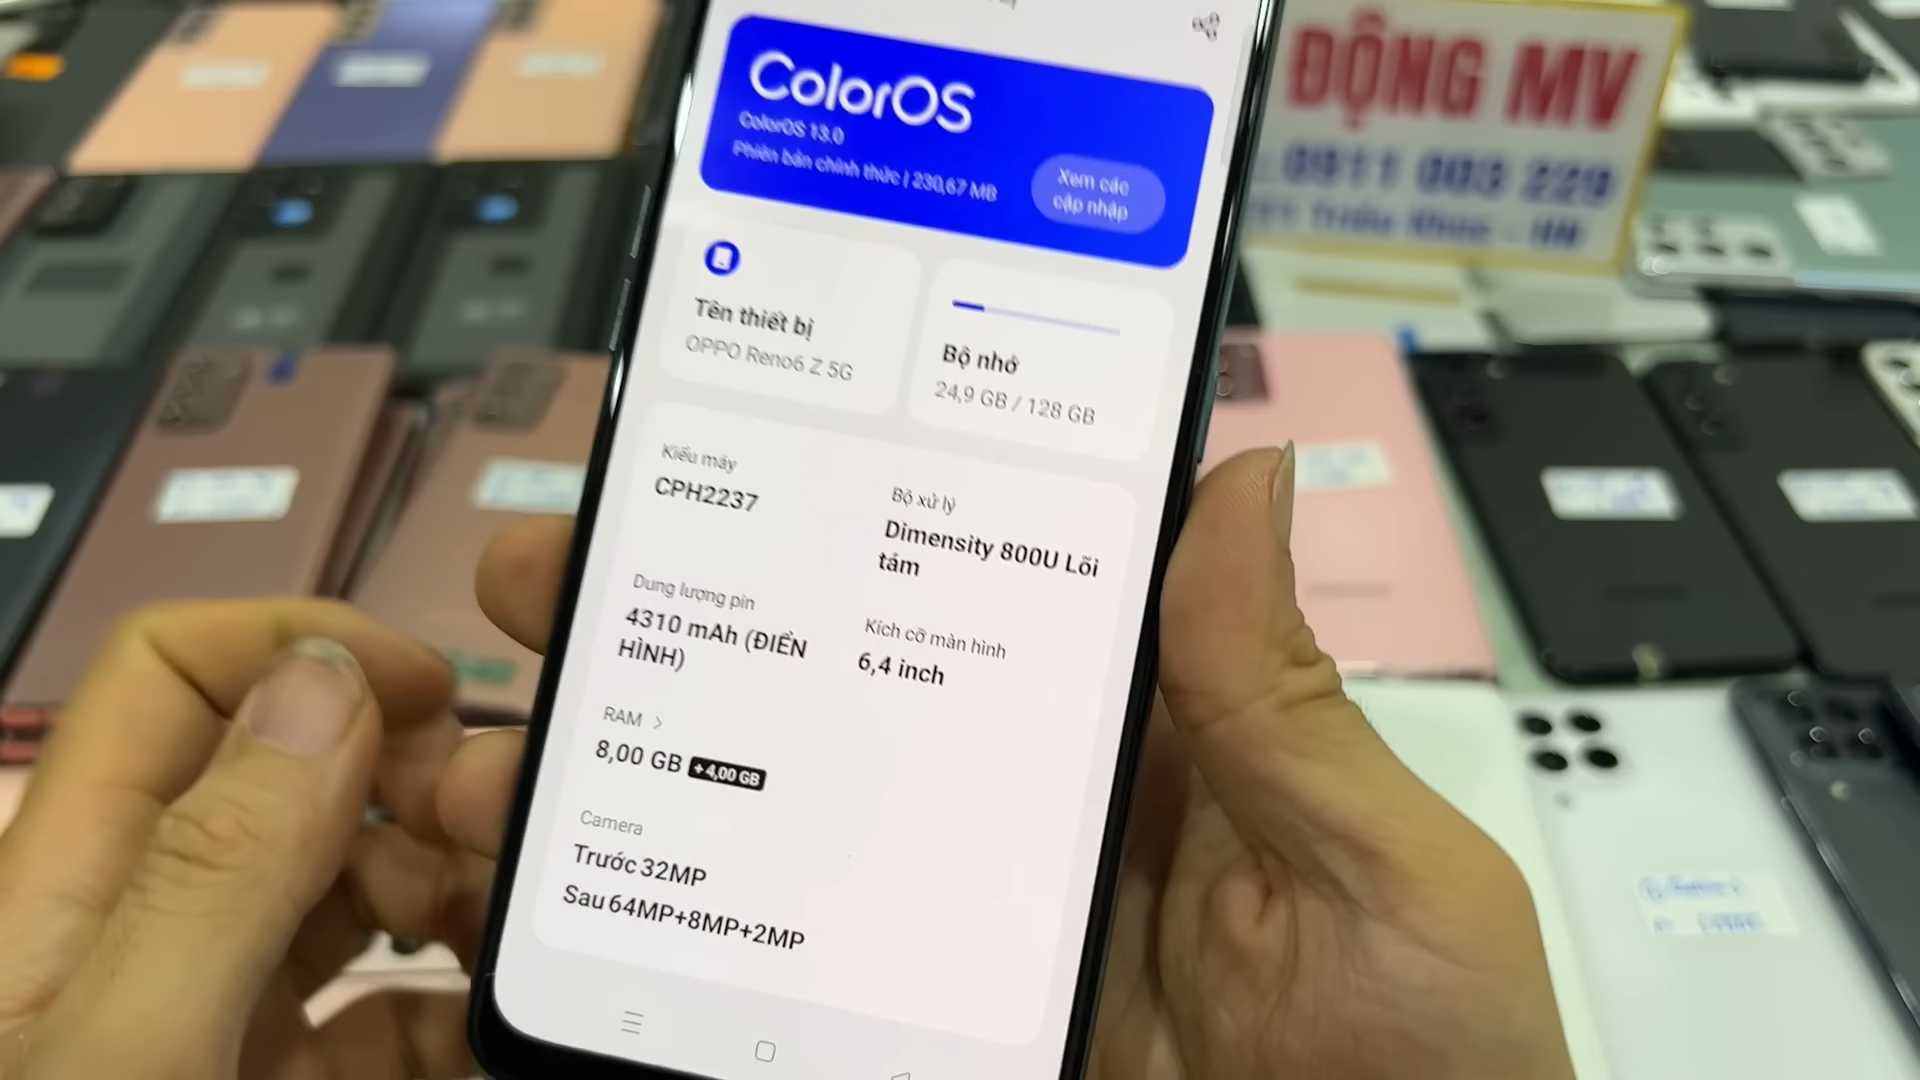 ColorOS
ColorOS 13.0
Phiên bản chính thức | 230,67 MB
Xem các
cập nhập
Tên thiết bị
OPPO Reno6 Z 5G
Bộ nhớ
24,9 GB / 128 GB
Kiểu máy
CPH2237
Bộ xử lý
Dimensity 800U Lõi
tám
Dung lượng pin
4310 mAh (ĐIỂN
HÌNH)
Kích cỡ màn hình
6,4 inch
RAM >
8,00 GB +4,00 GB
Camera
Trước 32MP
Sau 64MP+8MP+2MP
ĐỘNG MV
0911 003 229
Triều Khúc - HN